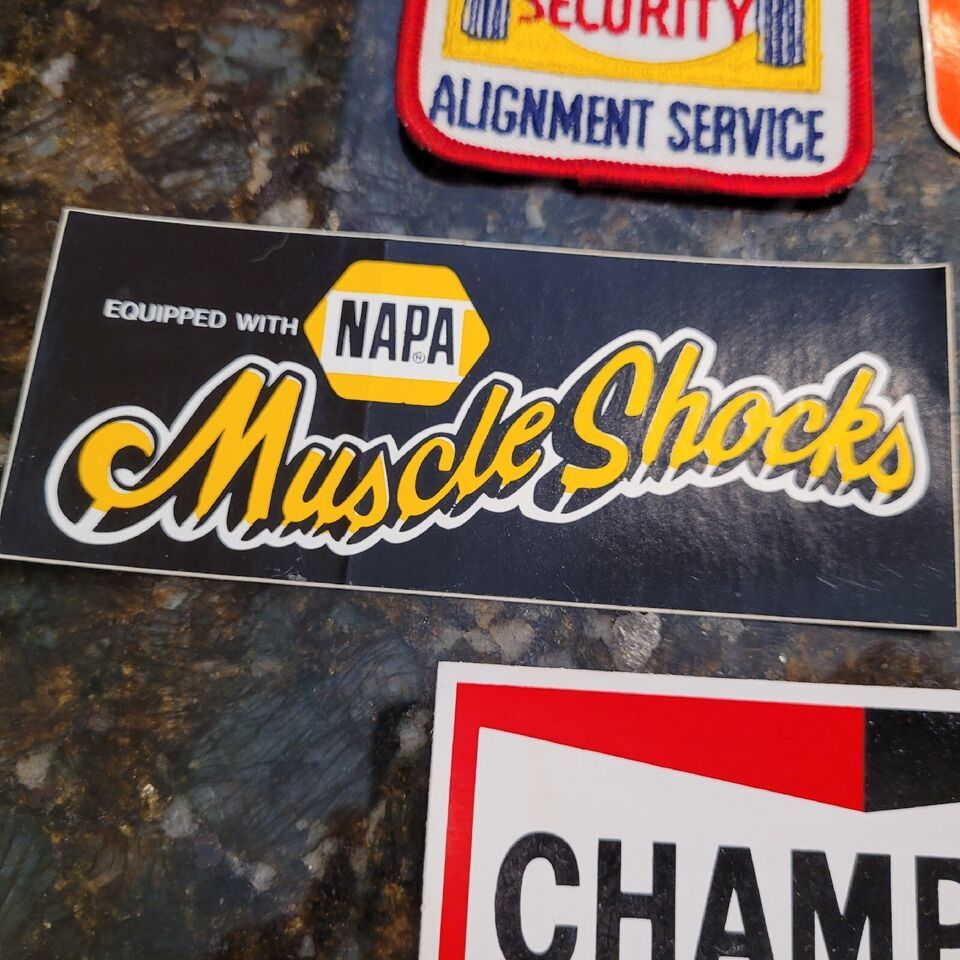 SECURITY
ALIGNMENT SERVICE
EQUIPPED WITH
NAPA
®
Muscle Shocks
CHAMP